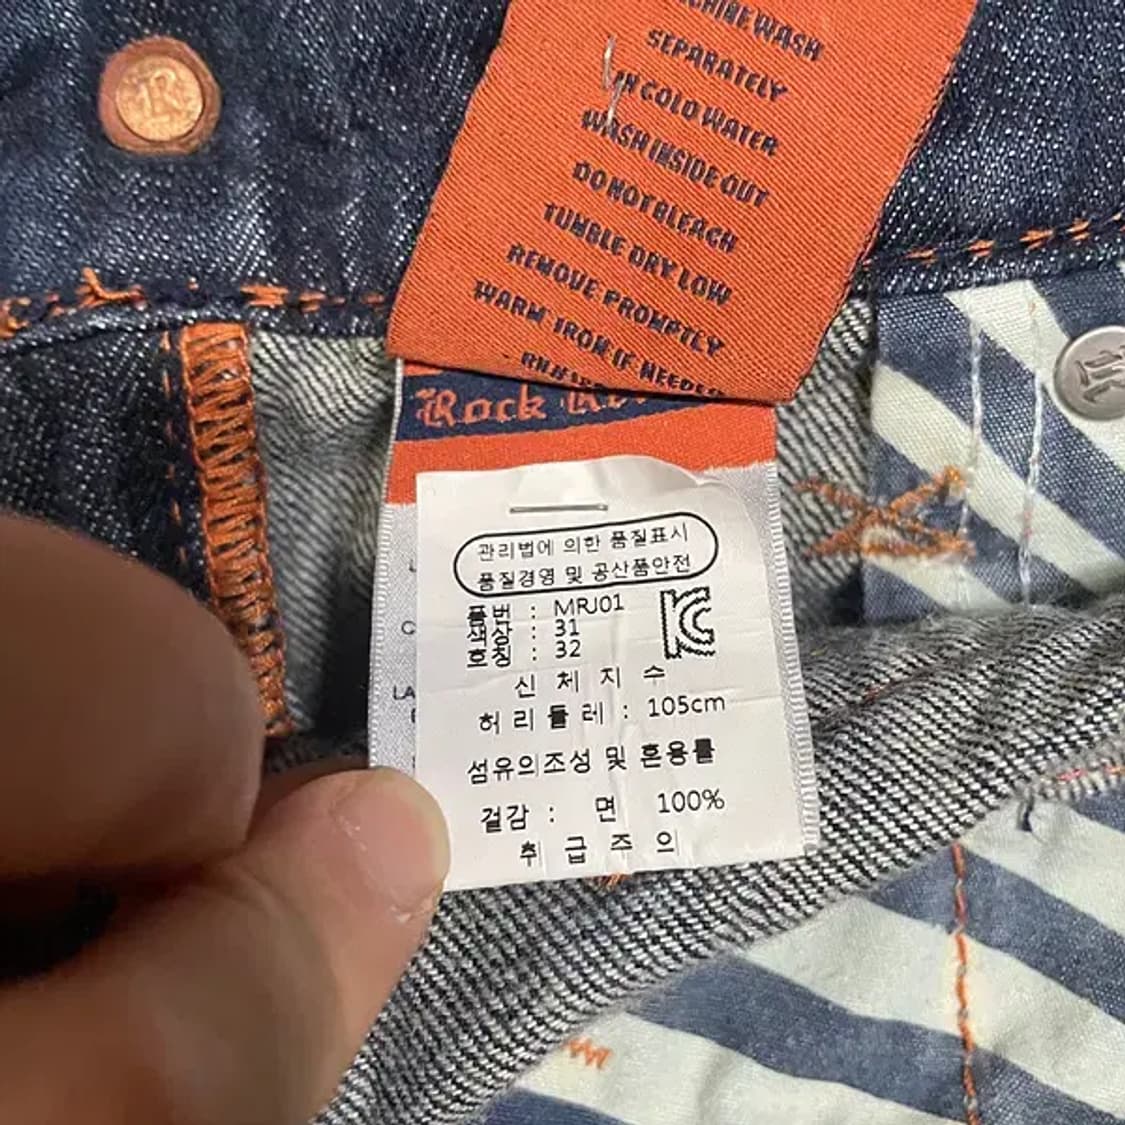 MACHINE WASH
SEPARATELY
IN COLD WATER
WASH INSIDE OUT
DO NOT BLEACH
TUMBLE DRY LOW
REMOVE PROMPTLY
WARM IRON IF NEEDED
Rock
관리법에 의한 품질표시
품질경영 및 공산품안전
품번 : MRJ01
색상 : 31
호칭 : 32
신 체 지 수
허 리 둘 레 : 105cm
섬유의조성 및 혼용률
겉감 : 면 100%
취 급 주 의